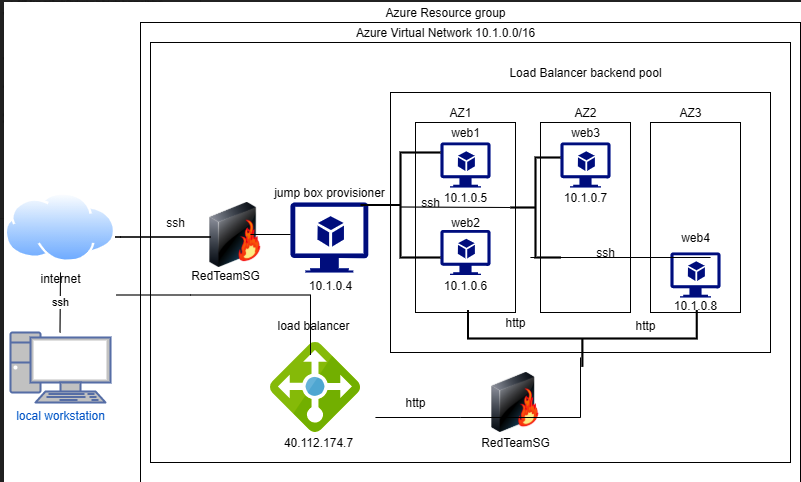 Azure Resource group
Azure Virtual Network 10.1.0.0/16
Load Balancer backend pool
AZ1
AZ2
AZ3
web1
web3
10.1.0.5
10.1.0.7
jump box provisioner
ssh
ssh
web2
web4
RedTeamSG
10.1.0.4
10.1.0.6
ssh
10.1.0.8
internet
ssh
load balancer
http
http
local workstation
http
40.112.174.7
RedTeamSG